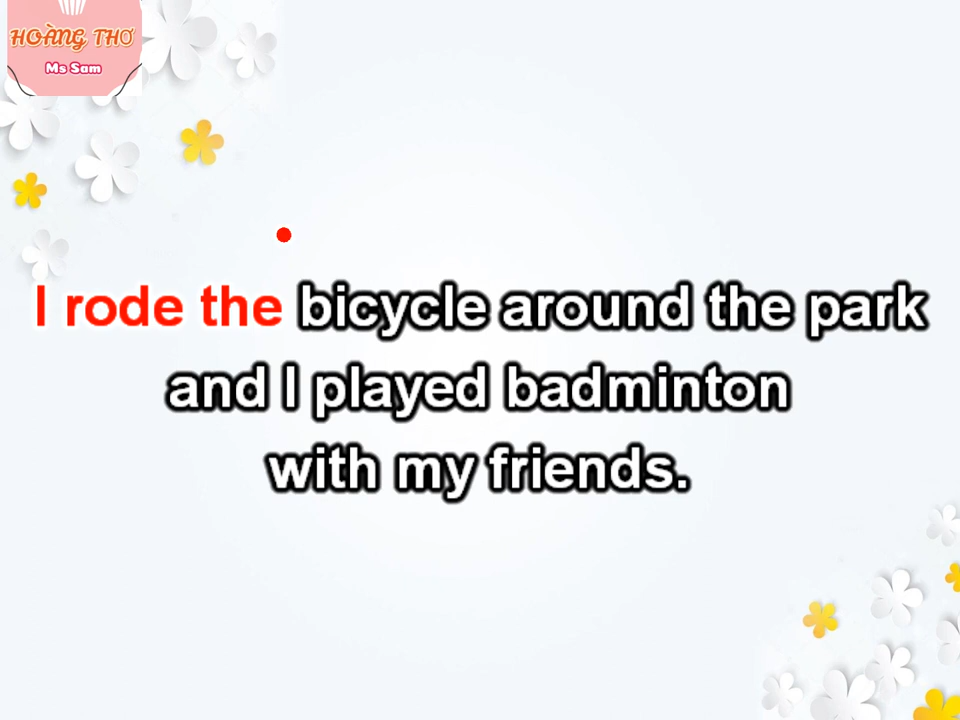 HOÀNG THƠ
Ms Sam
I rode the bicycle around the park
and I played badminton
with my friends.